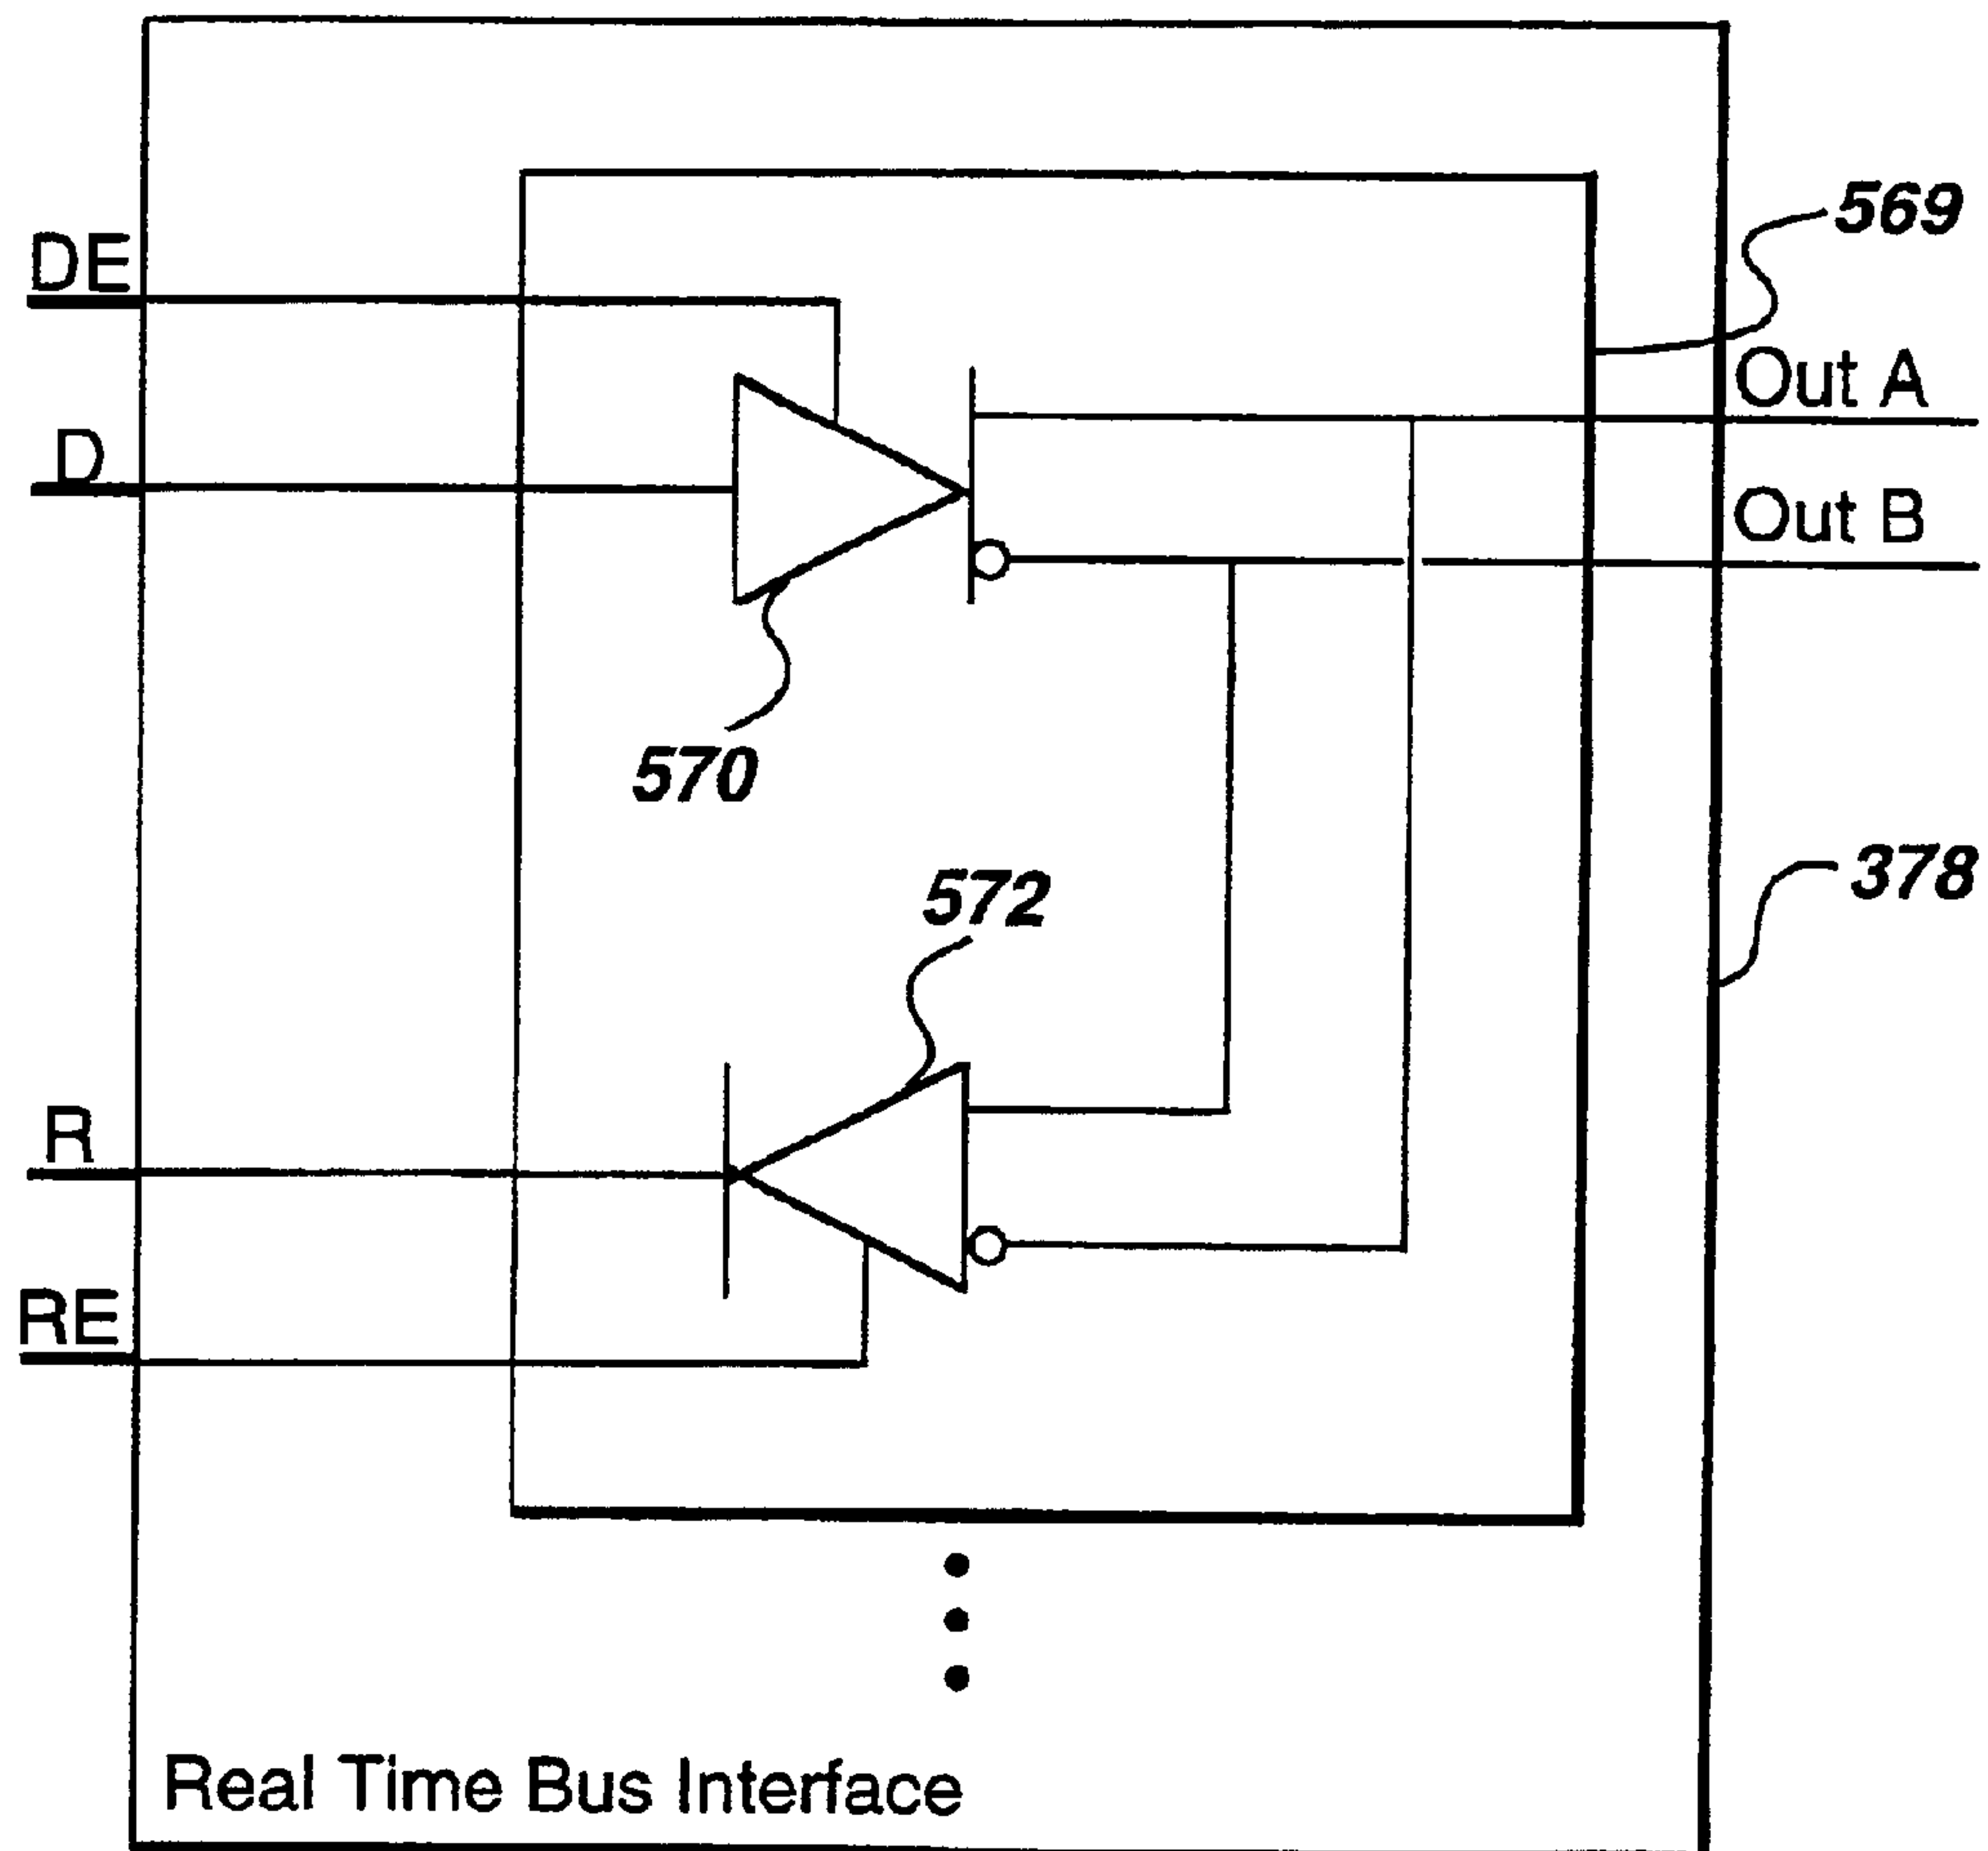 569
DE
Out A
D
Out B
570
378
572
R
RE
Real Time Bus Interface